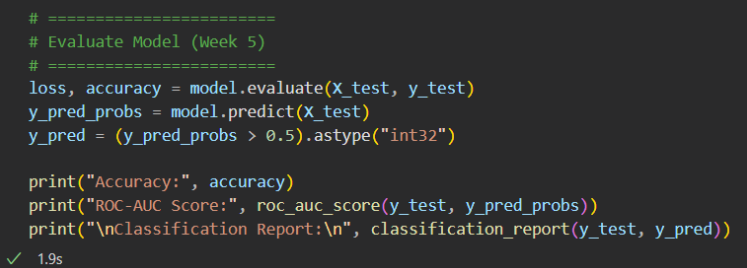 # ========================
# Evaluate Model (Week 5)
# ========================
loss, accuracy = model.evaluate(X_test, y_test)
y_pred_probs = model.predict(X_test)
y_pred = (y_pred_probs > 0.5).astype("int32")
print("Accuracy:", accuracy)
print("ROC-AUC Score:", roc_auc_score(y_test, y_pred_probs))
print("\nClassification Report:\n", classification_report(y_test, y_pred))
✓ 1.9s